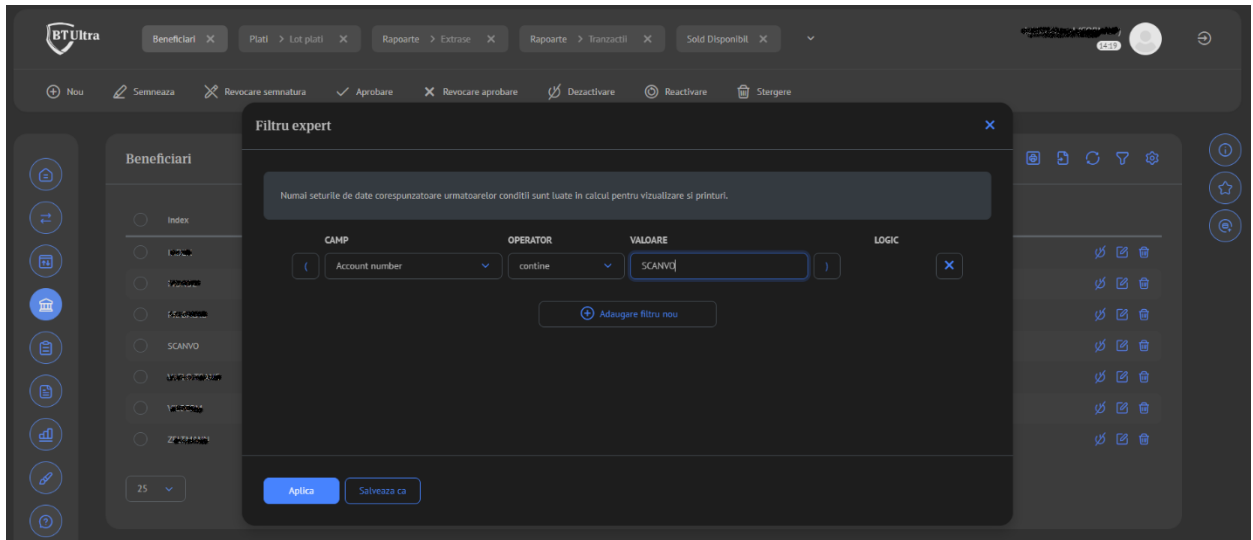 BT Ultra
Beneficiari
Plati > Lot plati
Rapoarte > Extrase
Rapoarte > Tranzactii
Sold Disponibil
14:19
Nou
Semneaza
Revocare semnatura
Aprobare
Revocare aprobare
Dezactivare
Reactivare
Stergere
Filtru expert
Beneficiari
Numai seturile de date corespunzatoare urmatoarelor conditii sunt luate in calcul pentru vizualizare si printuri.
Index
CAMP OPERATOR VALOARE LOGIC
( Account number contine SCANVO )
Adaugare filtru nou
SCANVO
25
Aplica
Salveaza ca